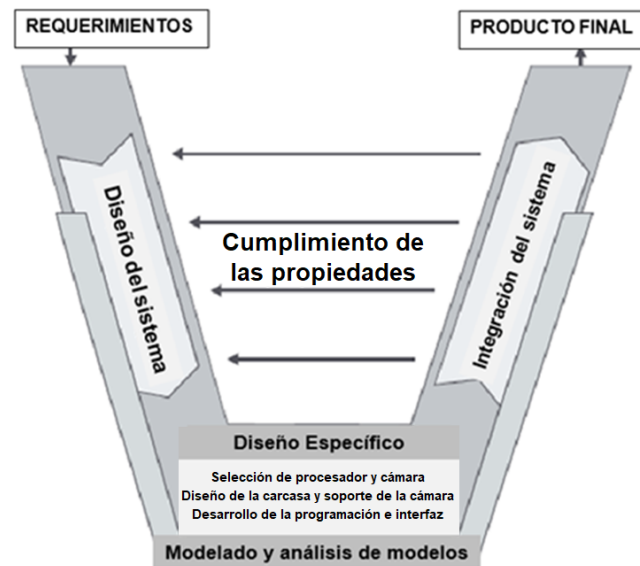 REQUERIMIENTOS
PRODUCTO FINAL
Diseño del sistema
Cumplimiento de
las propiedades
Integración del sistema
Diseño Específico
Selección de procesador y cámara
Diseño de la carcasa y soporte de la cámara
Desarrollo de la programación e interfaz
Modelado y análisis de modelos